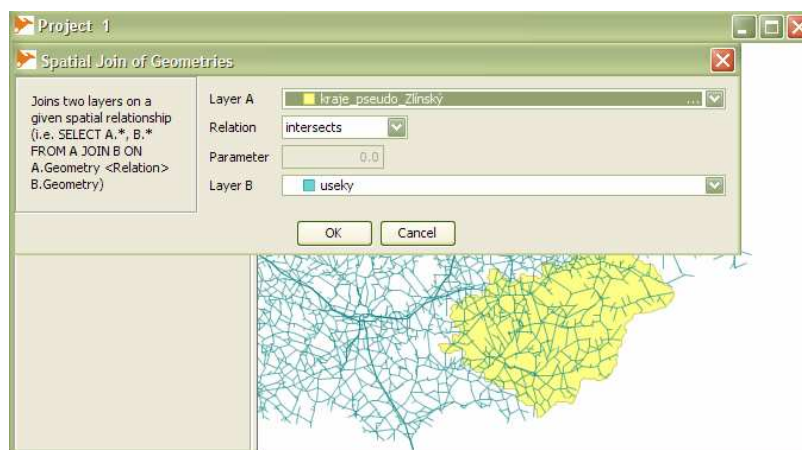 Project 1
Spatial Join of Geometries
Joins two layers on a
given spatial relationship
(i.e. SELECT A.*, B.*
FROM A JOIN B ON
A.Geometry <Relation>
B.Geometry)
Layer A
kraje_pseudo_Zlínský ...
Relation
intersects
Parameter
0.0
Layer B
useky
OK
Cancel